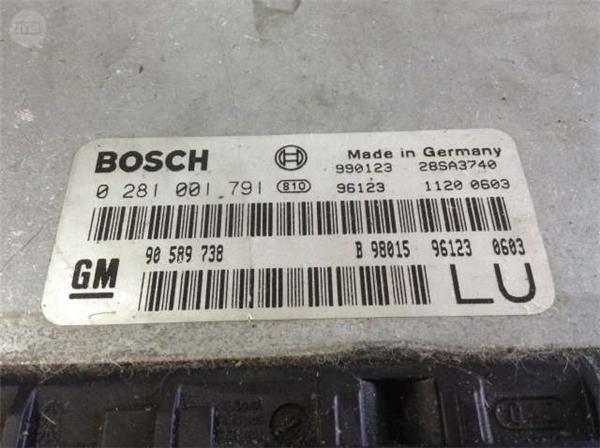 BOSCH
Made in Germany
990123 28SA3740
0 281 001 791 810 96123 1120 0603
90 589 738 B 98015 96123 0603
GM
LU